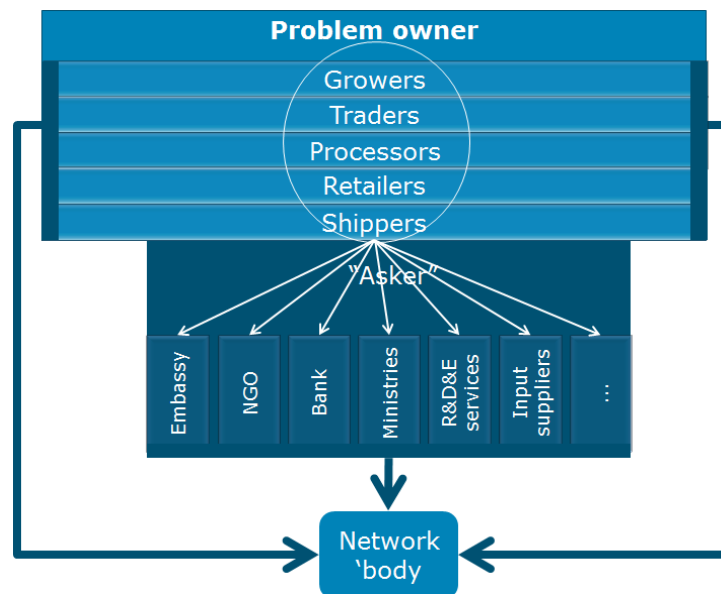 Problem owner
Growers
Traders
Processors
Retailers
Shippers
"Asker"
Embassy
NGO
Bank
Ministries
R&D&E
services
Input
suppliers
...
Network
‘body